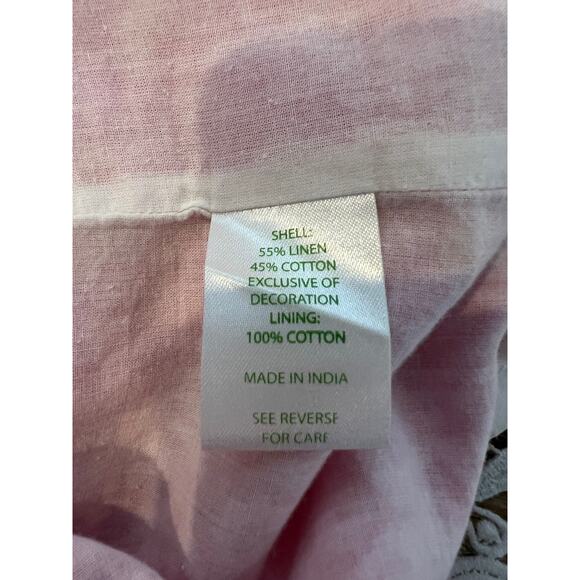 SHELL:
55% LINEN
45% COTTON
EXCLUSIVE OF
DECORATION
LINING:
100% COTTON
MADE IN INDIA
SEE REVERSE
FOR CARE